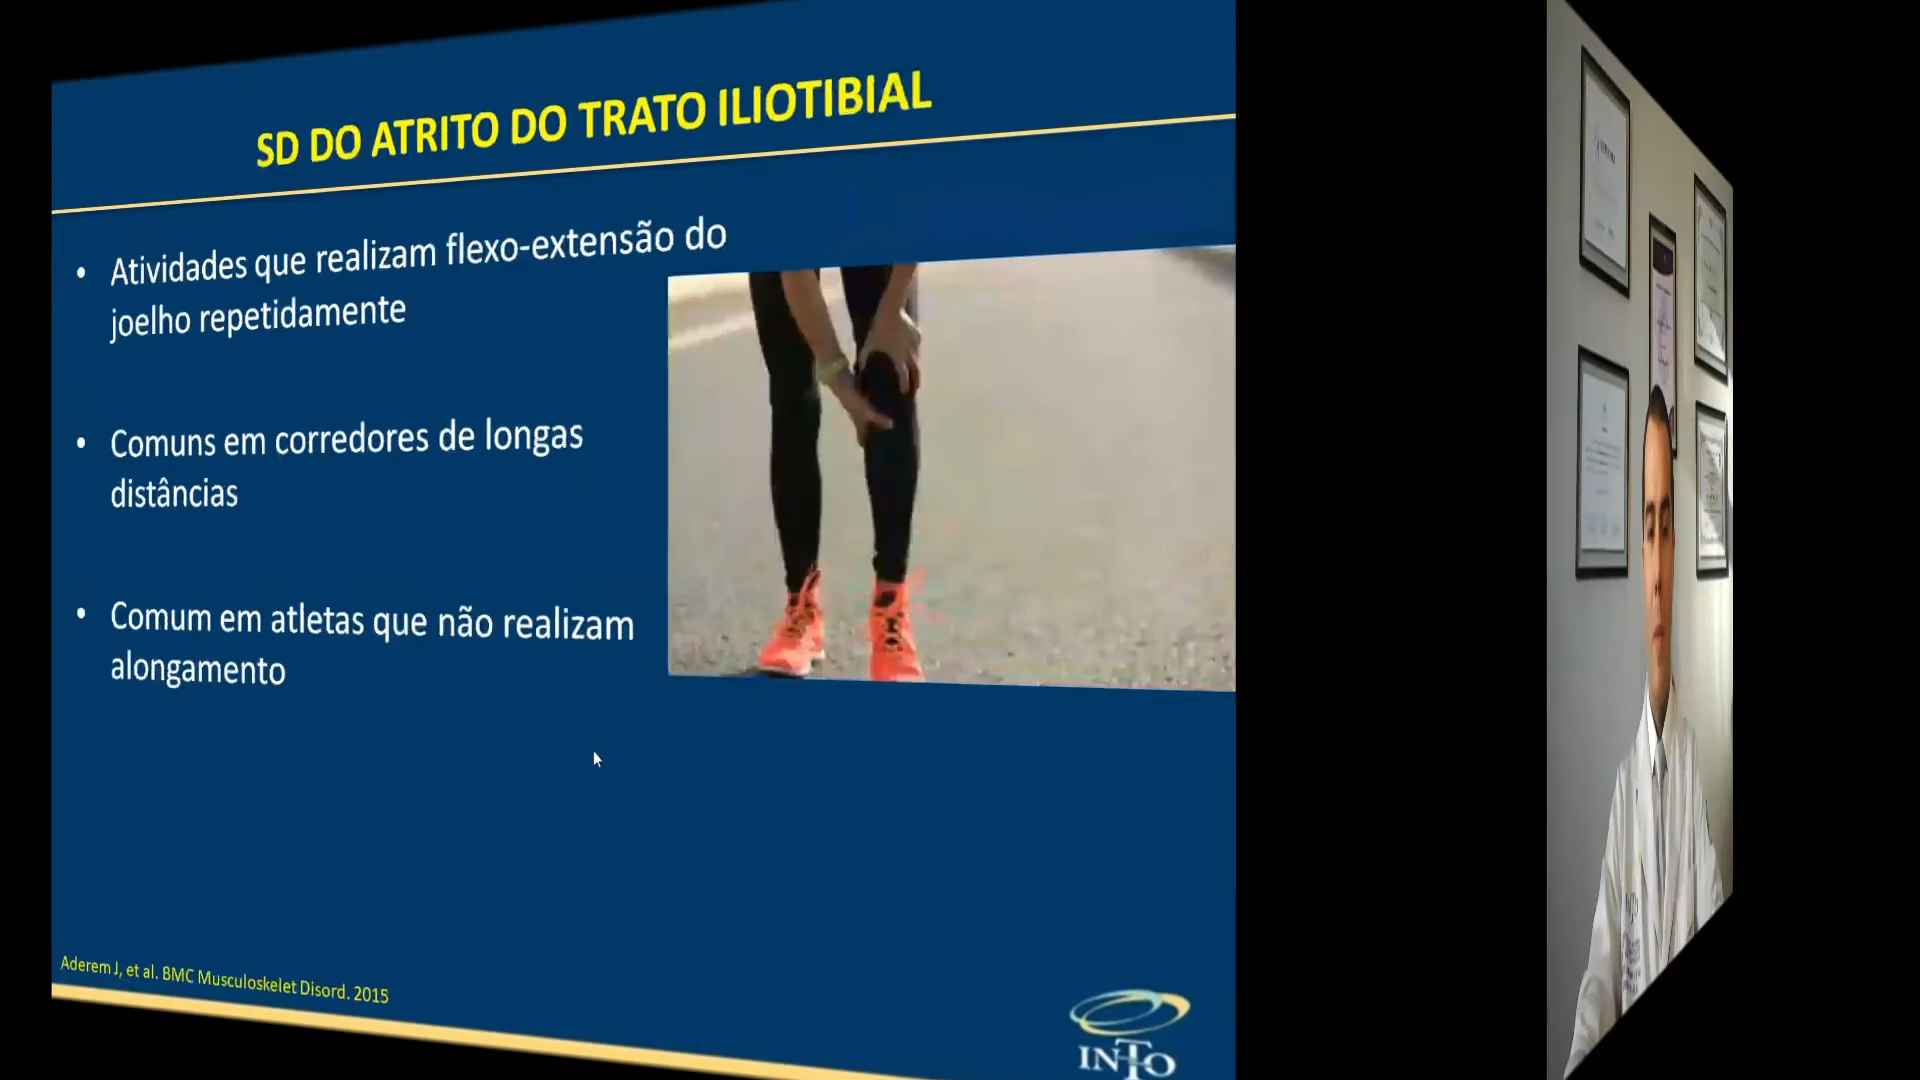 SD DO ATRITO DO TRATO ILIOTIBIAL
• Atividades que realizam flexo-extensão do
joelho repetidamente
• Comuns em corredores de longas
distâncias
• Comum em atletas que não realizam
alongamento
Aderem J, et al. BMC Musculoskelet Disord. 2015
INTO